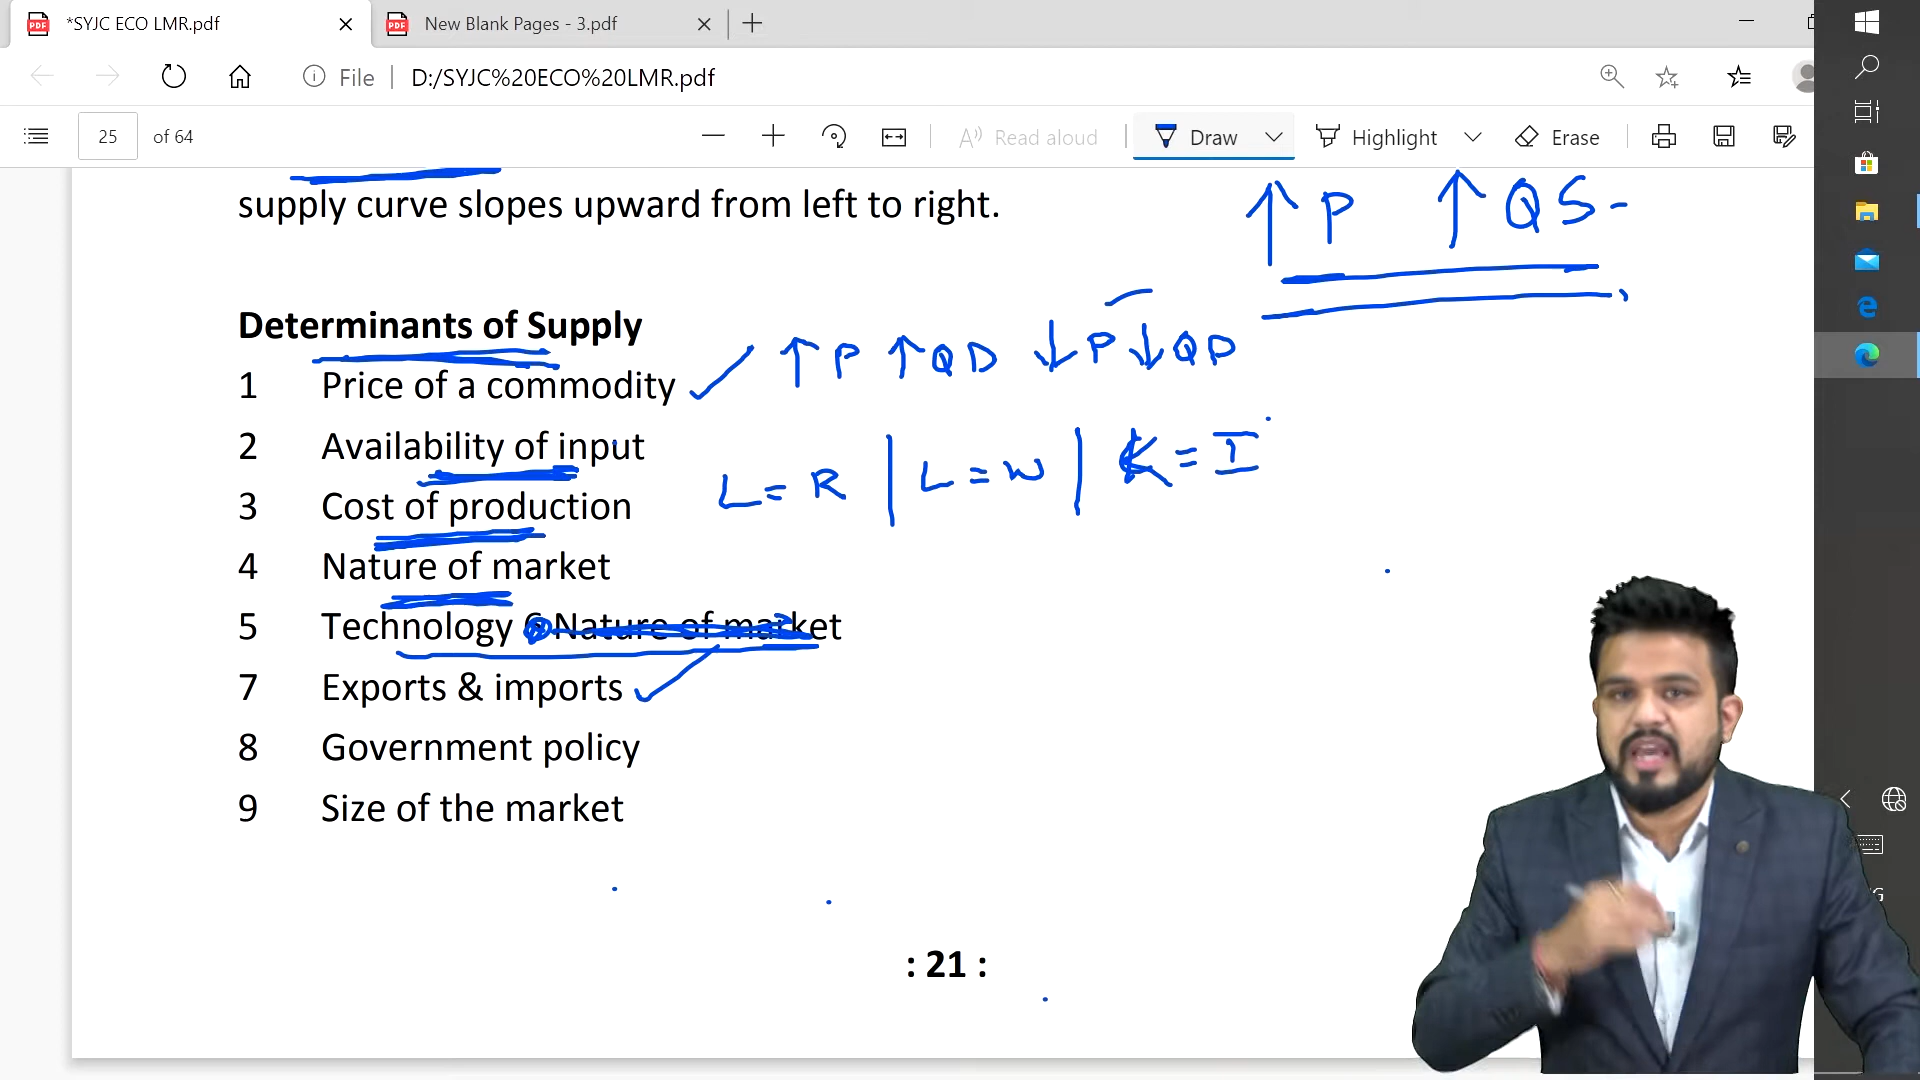 *SYJC ECO LMR.pdf
New Blank Pages - 3.pdf
File
D:/SYJC%20ECO%20LMR.pdf
25 of 64
Read aloud
Draw
Highlight
Erase
supply curve slopes upward from left to right.
↑ P ↑ QS
Determinants of Supply
↑ P ↑ QD ↓ P ↓ QD
1 Price of a commodity
2 Availability of input
L = R | L = W | K = I
3 Cost of production
4 Nature of market
5 Technology 6 Nature of market
7 Exports & imports
8 Government policy
9 Size of the market
: 21 :